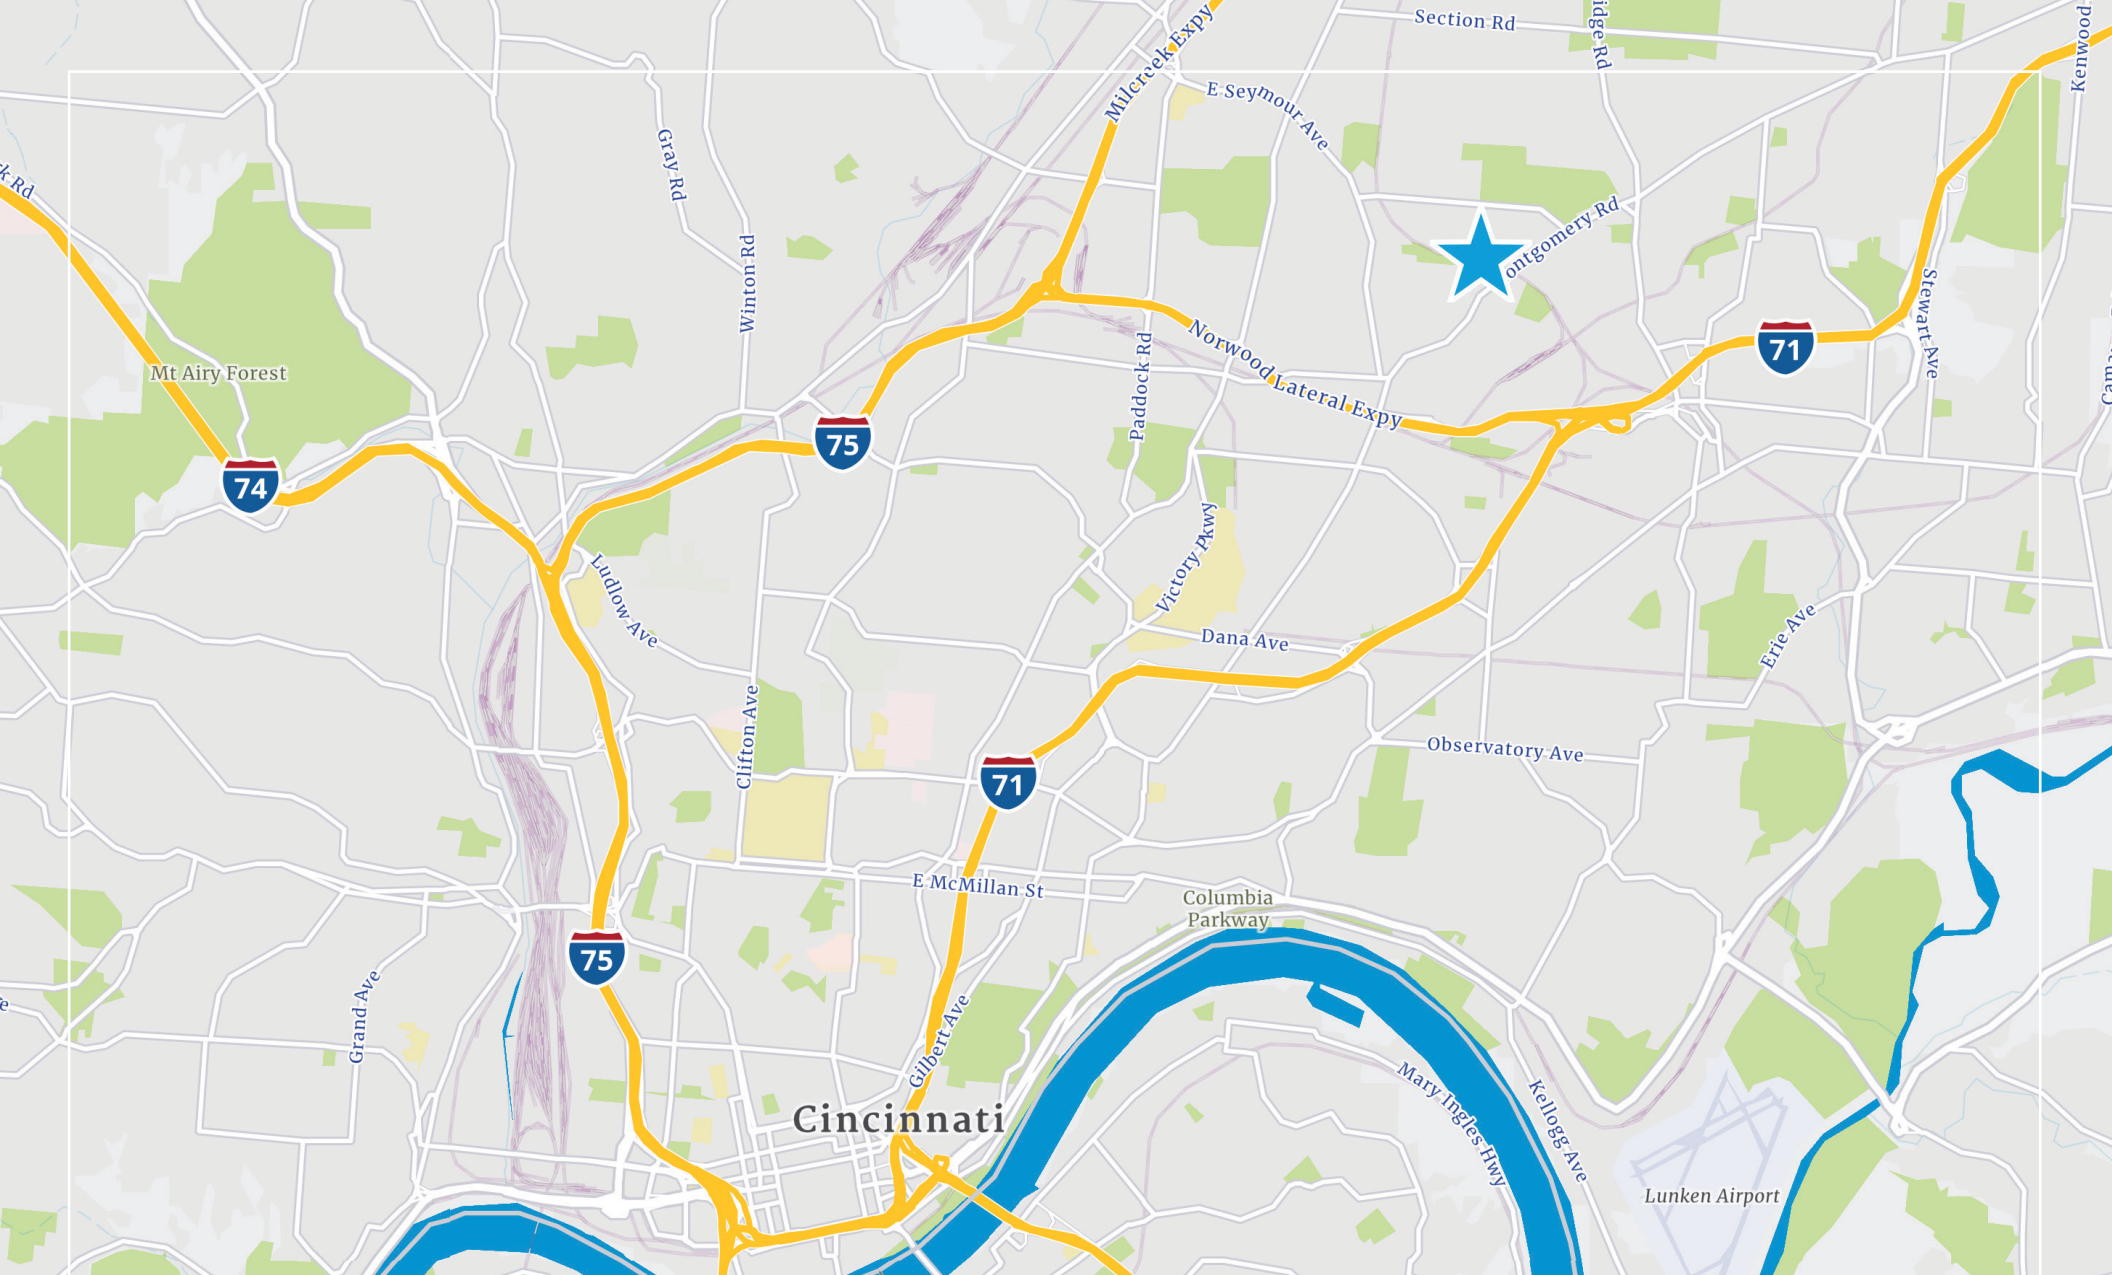 Section Rd
idge Rd
Kenwood
Milcreek Expy
E Seymour Ave
Gray Rd
k Rd
Winton Rd
ontgomery Rd
Stewart Ave
Mt Airy Forest
Paddock Rd
Norwood Lateral Expy
71
75
74
Victory Pkwy
Ludlow Ave
Dana Ave
Erie Ave
Clifton Ave
Observatory Ave
71
E McMillan St
Columbia
Parkway
75
Grand Ave
Gilbert Ave
Cincinnati
Mary Ingles Hwy
Kellogg Ave
Lunken Airport